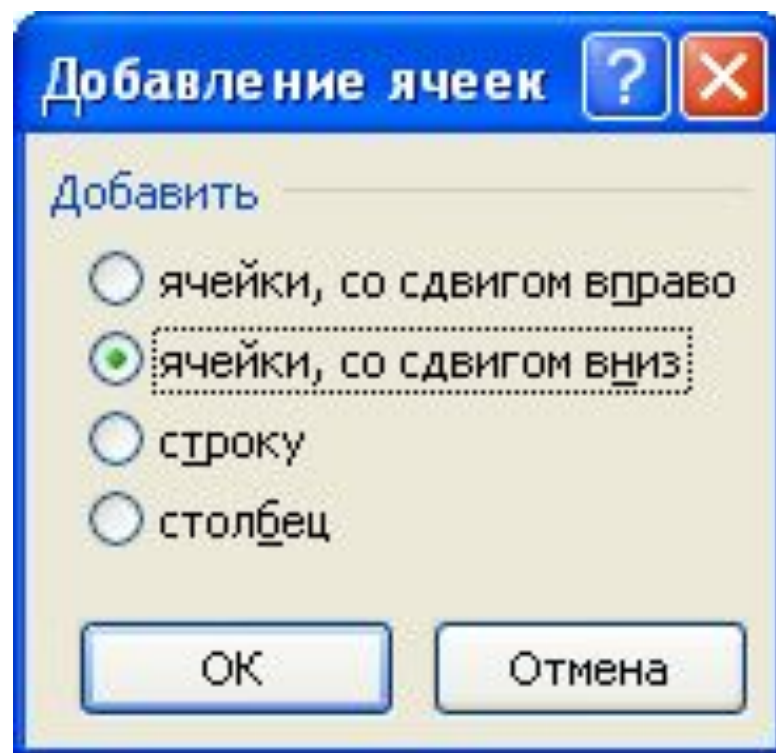 Добавление ячеек ?
Добавить
ячейки, со сдвигом вправо
ячейки, со сдвигом вниз
строку
столбец
ОК Отмена